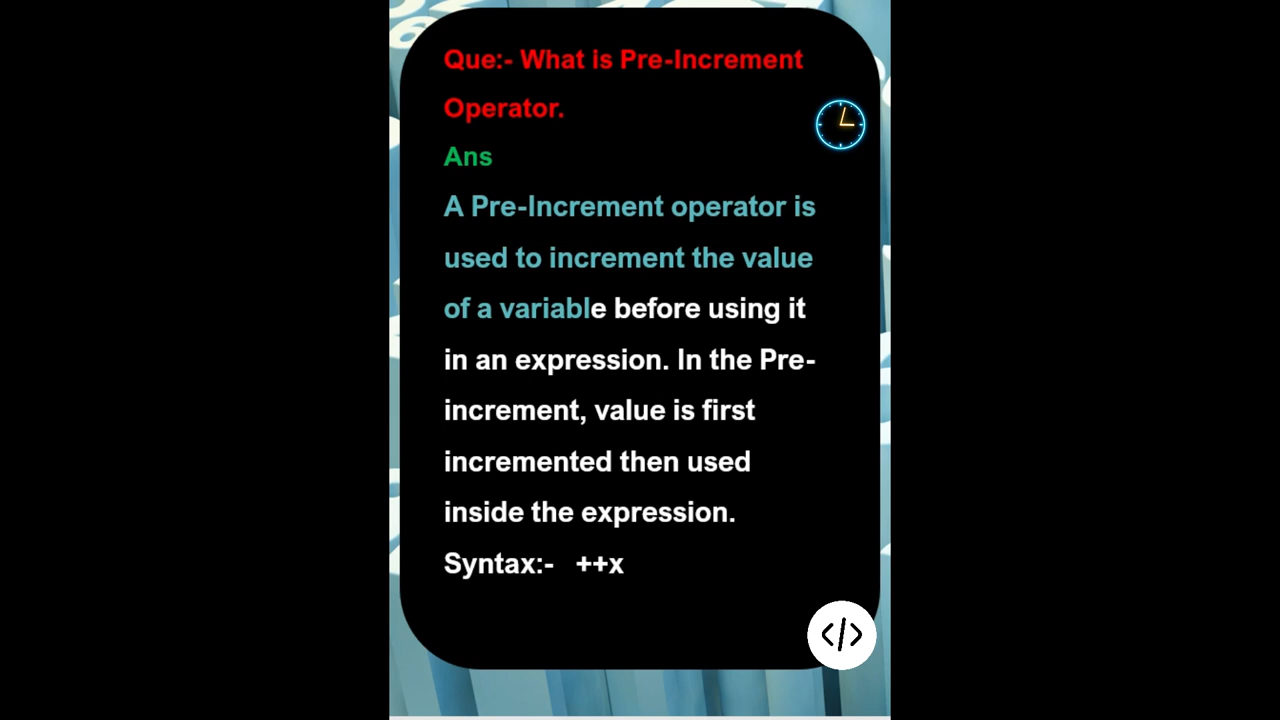 Que:- What is Pre-Increment
Operator.
Ans
A Pre-Increment operator is
used to increment the value
of a variable before using it
in an expression. In the Pre-
increment, value is first
incremented then used
inside the expression.
Syntax:- ++x
</>